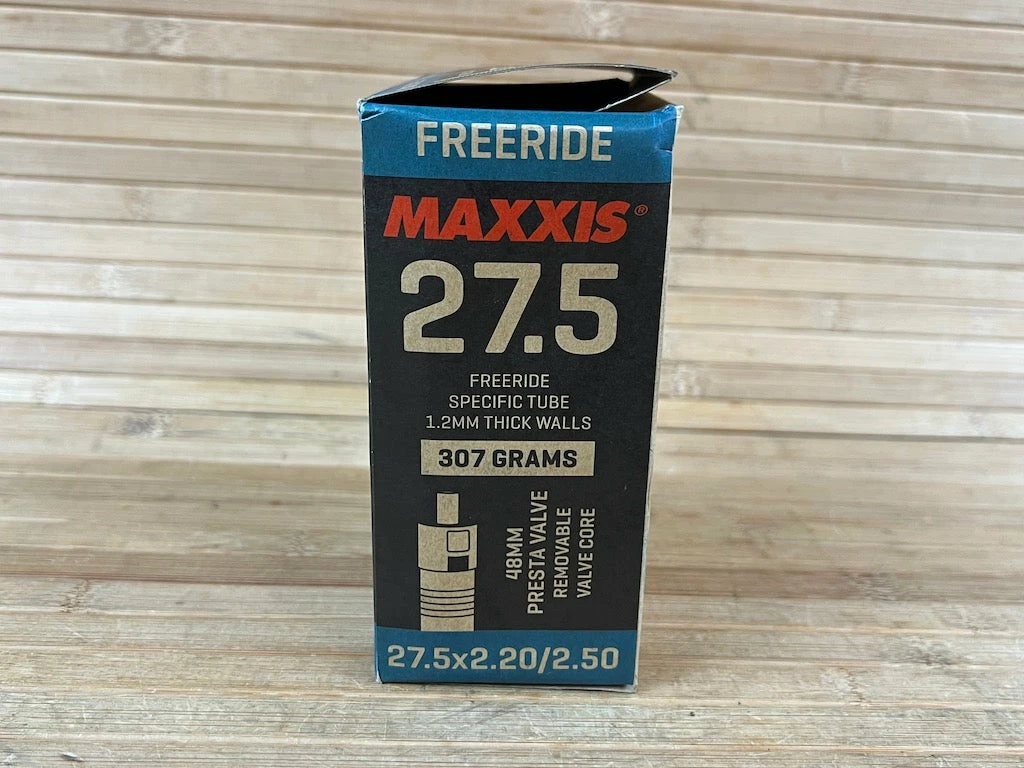 FREERIDE
MAXXIS®
27.5
FREERIDE
SPECIFIC TUBE
1.2MM THICK WALLS
307 GRAMS
48MM
PRESTA VALVE
REMOVABLE
VALVE CORE
27.5x2.20/2.50